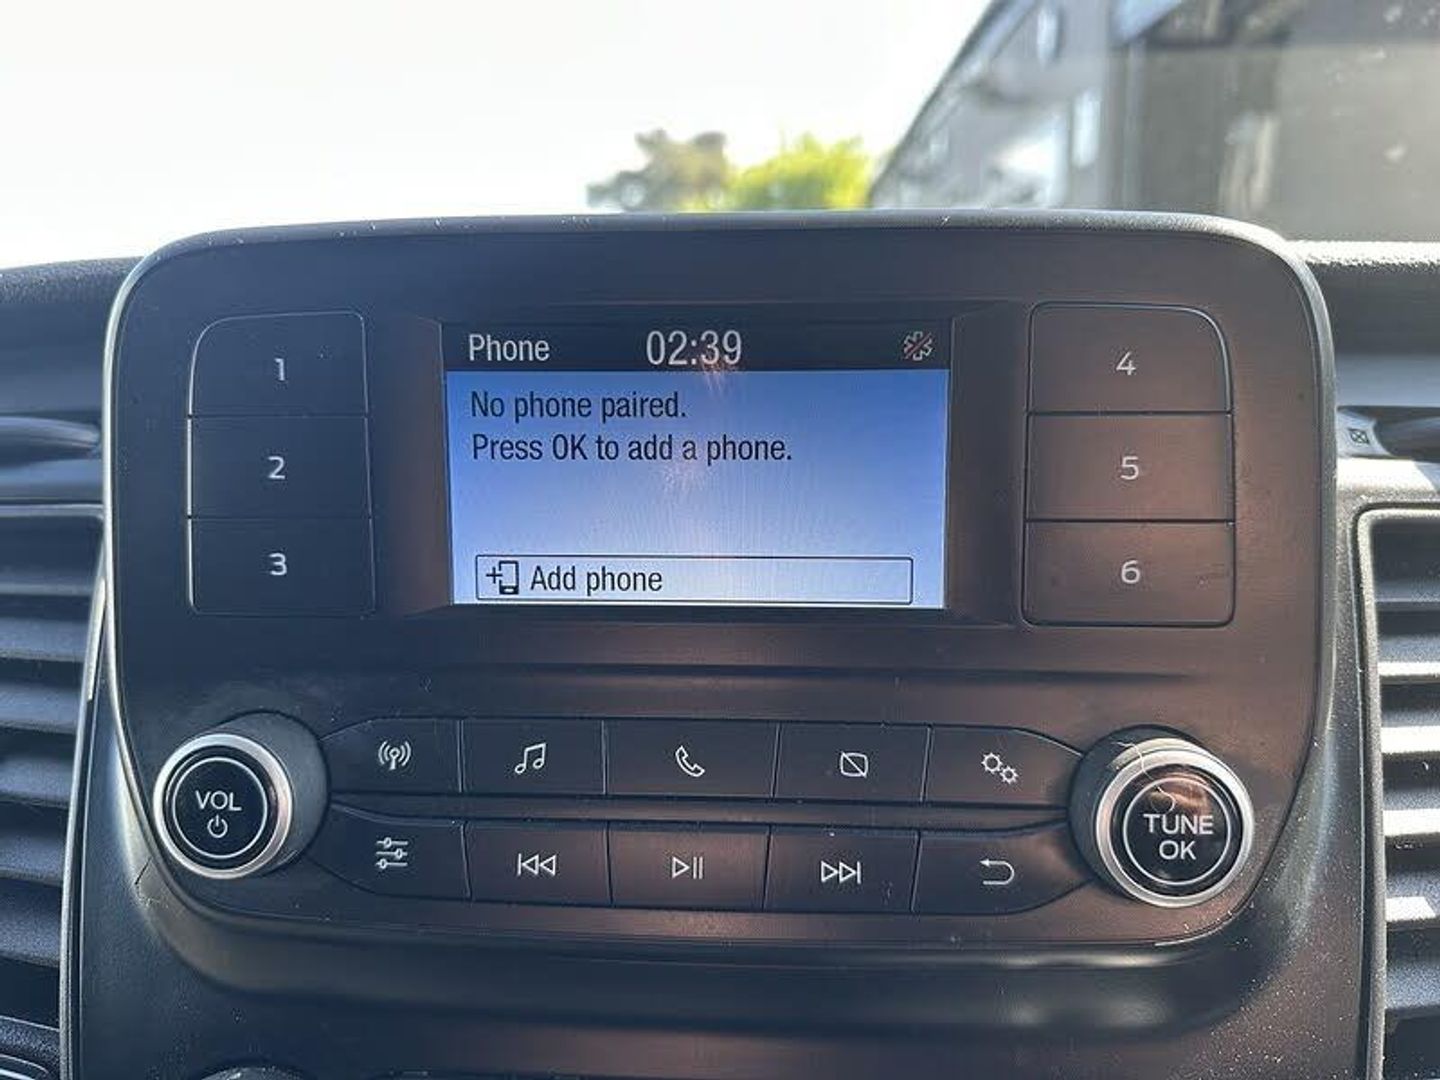 Phone 02:39
No phone paired.
Press OK to add a phone.
Add phone
1
2
3
4
5
6
VOL
TUNE
OK